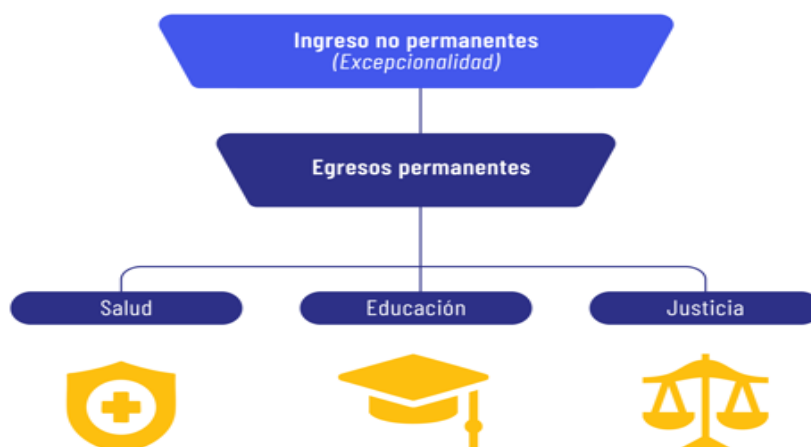 Ingreso no permanentes
(Excepcionalidad)
Egresos permanentes
Salud
Educación
Justicia